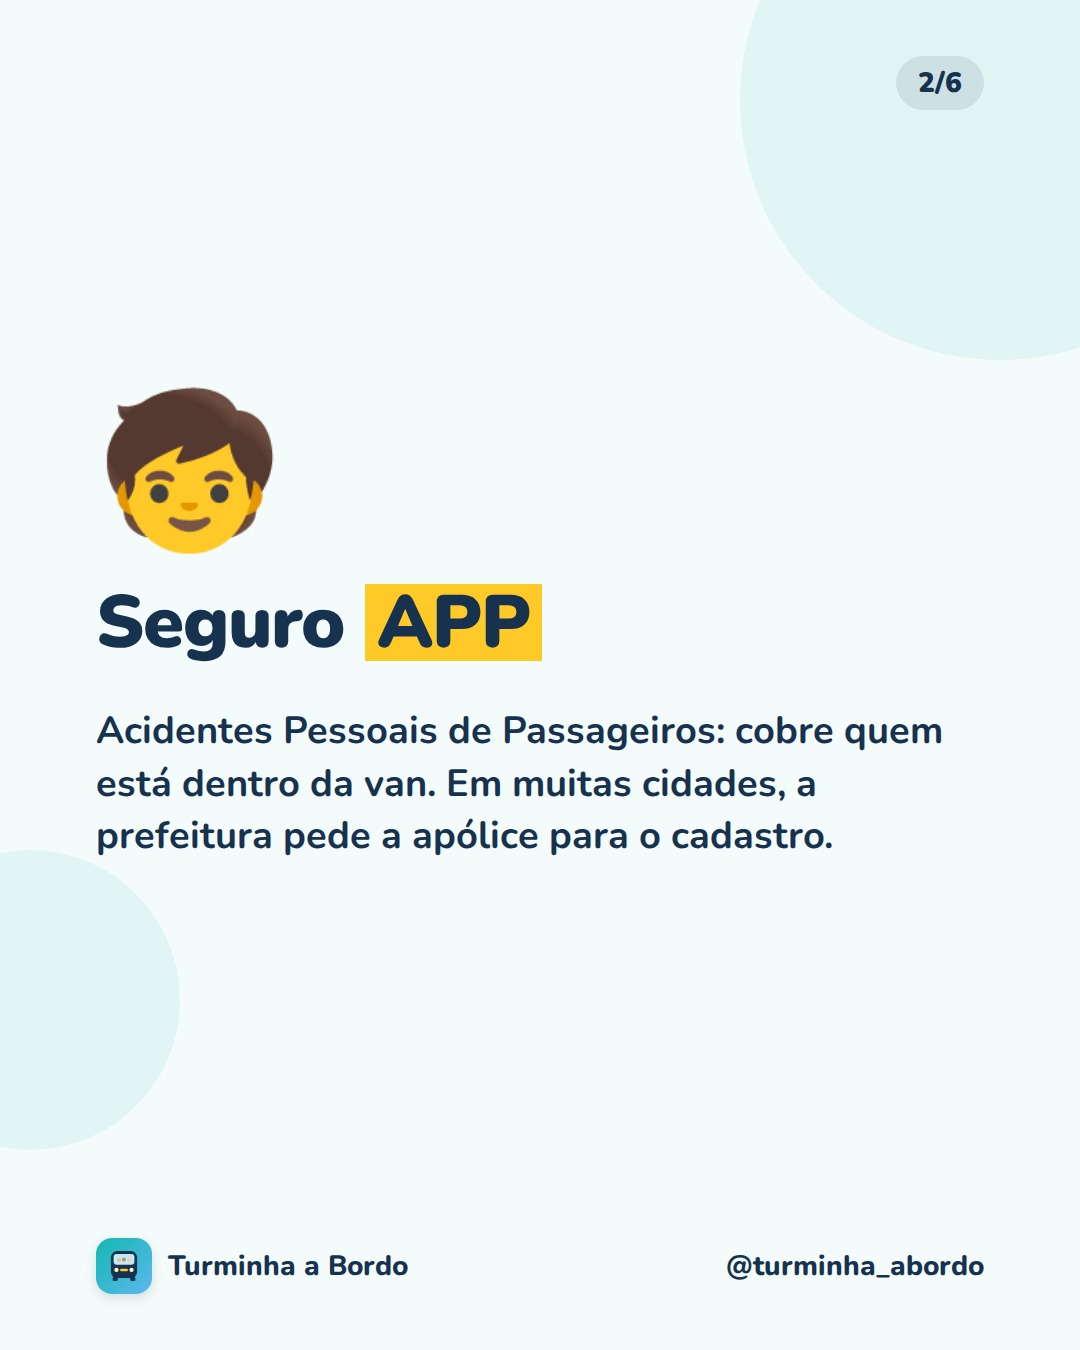 2/6
Seguro APP
Acidentes Pessoais de Passageiros: cobre quem
está dentro da van. Em muitas cidades, a
prefeitura pede a apólice para o cadastro.
Turminha a Bordo
@turminha_abordo